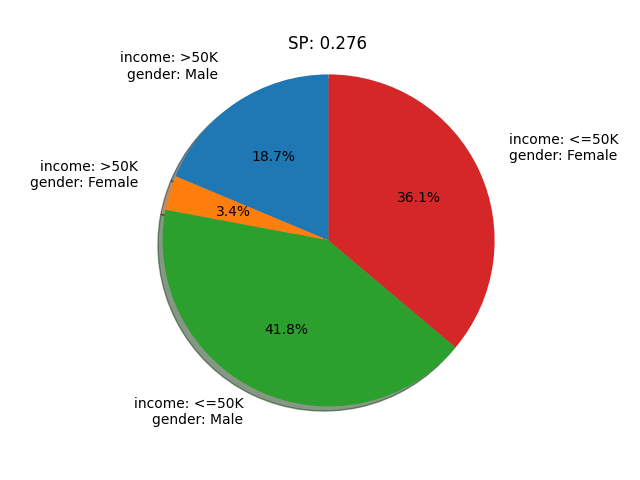 SP: 0.276
income: >50K
gender: Male
18.7%
income: >50K
gender: Female
3.4%
income: <=50K
gender: Female
36.1%
41.8%
income: <=50K
gender: Male